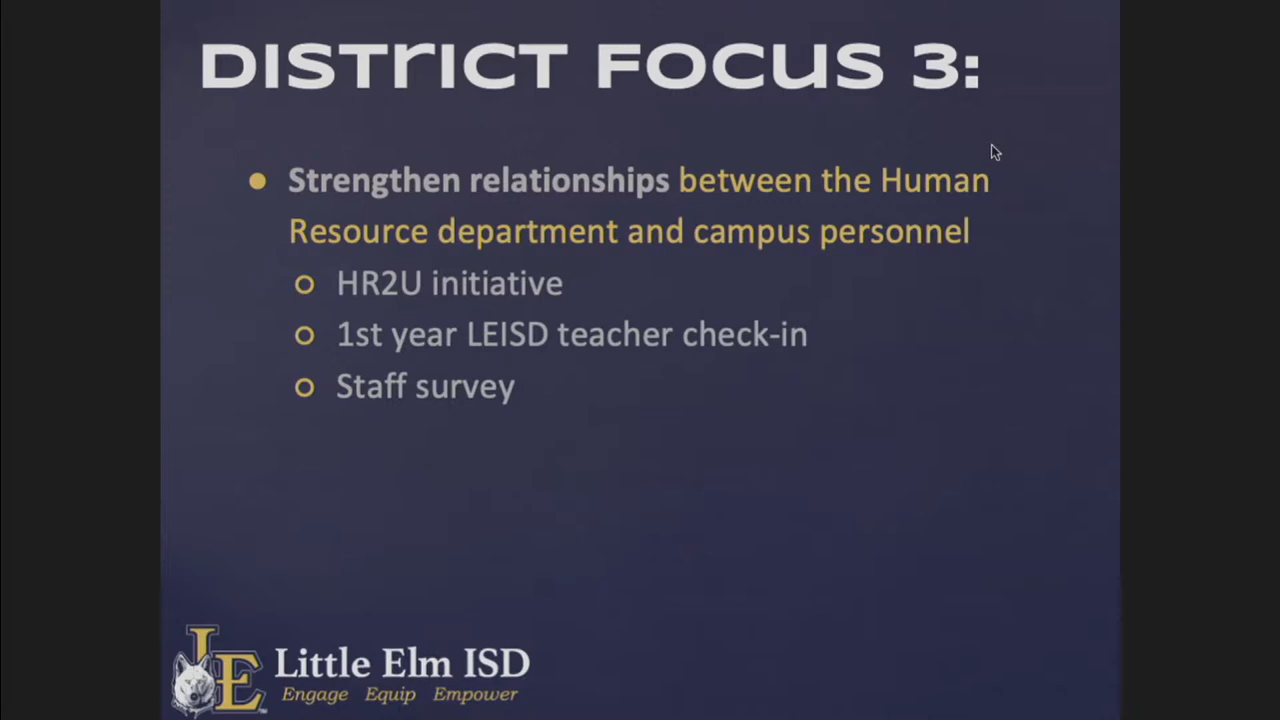 DISTRICT FOCUS 3:
● Strengthen relationships between the Human
Resource department and campus personnel
○ HR2U initiative
○ 1st year LEISD teacher check-in
○ Staff survey
LE
Little Elm ISD
Engage Equip Empower